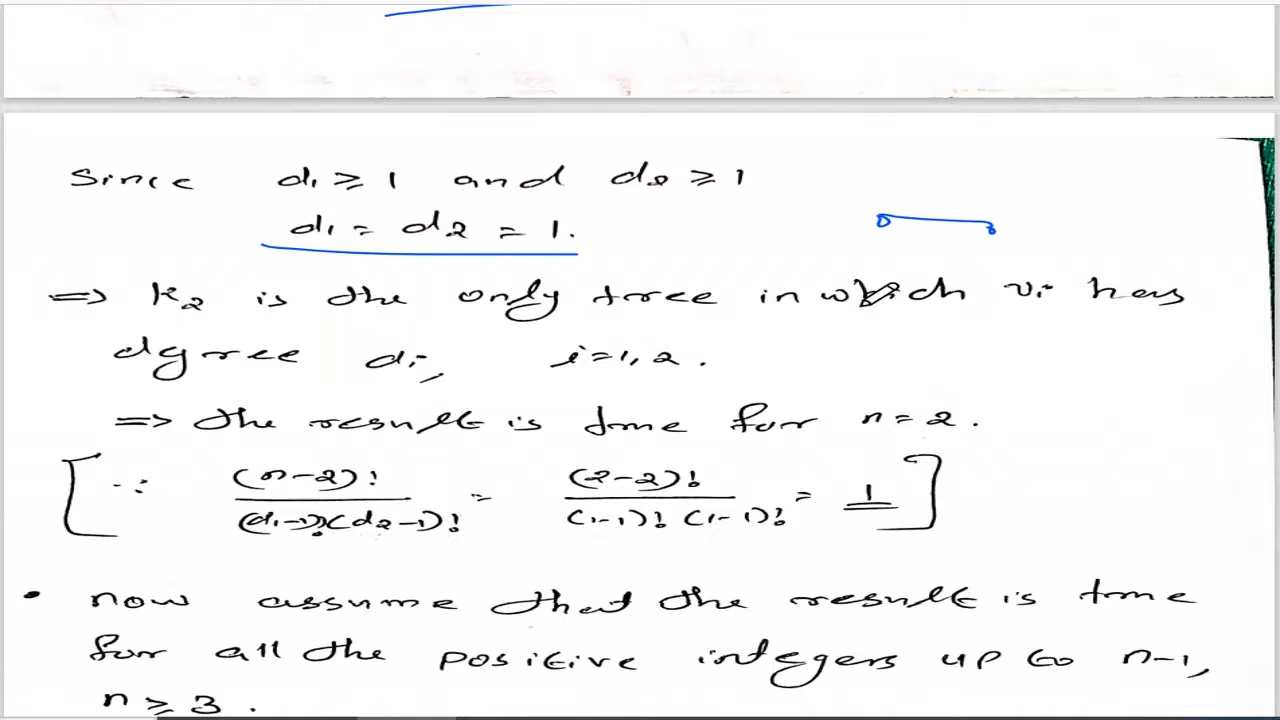 Since d₁ ≥ 1 and d₂ ≥ 1
d₁ = d₂ = 1.
⇒ K₂ is the only tree in which vᵢ has
dgree dᵢ, i=1,2.
⇒ the result is true for n = 2.
[ ∵ (n-2)! / (d₁-1)!(d₂-1)! = (2-2)! / (1-1)! (1-1)! = 1 ]
• now assume that the result is true
for all the positive integers up to n-1,
n ≥ 3.